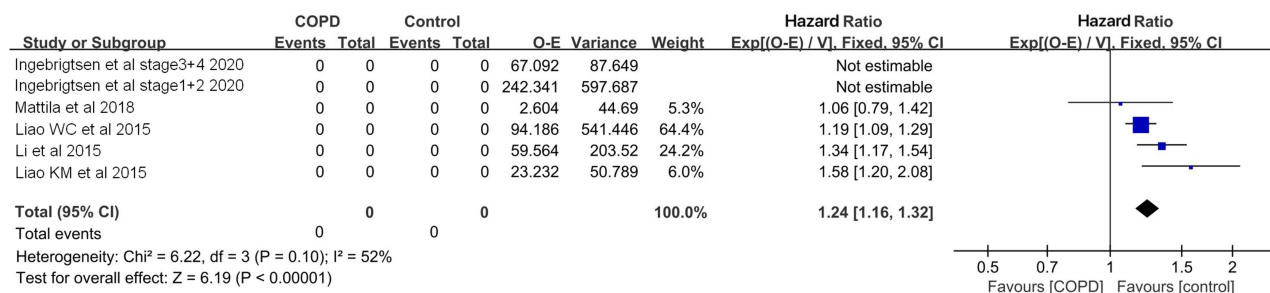 COPD Control Hazard Ratio Hazard Ratio
Study or Subgroup Events Total Events Total O-E Variance Weight Exp[(O-E) / V], Fixed, 95% CI Exp[(O-E) / V], Fixed, 95% CI
Ingebrigtsen et al stage3+4 2020 0 0 0 0 67.092 87.649 Not estimable
Ingebrigtsen et al stage1+2 2020 0 0 0 0 242.341 597.687 Not estimable
Mattila et al 2018 0 0 0 0 2.604 44.69 5.3% 1.06 [0.79, 1.42]
Liao WC et al 2015 0 0 0 0 94.186 541.446 64.4% 1.19 [1.09, 1.29]
Li et al 2015 0 0 0 0 59.564 203.52 24.2% 1.34 [1.17, 1.54]
Liao KM et al 2015 0 0 0 0 23.232 50.789 6.0% 1.58 [1.20, 2.08]
Total (95% CI) 0 0 100.0% 1.24 [1.16, 1.32]
Total events 0 0
Heterogeneity: Chi² = 6.22, df = 3 (P = 0.10); I² = 52%
Test for overall effect: Z = 6.19 (P < 0.00001)
0.5 0.7 1 1.5 2
Favours [COPD] Favours [control]